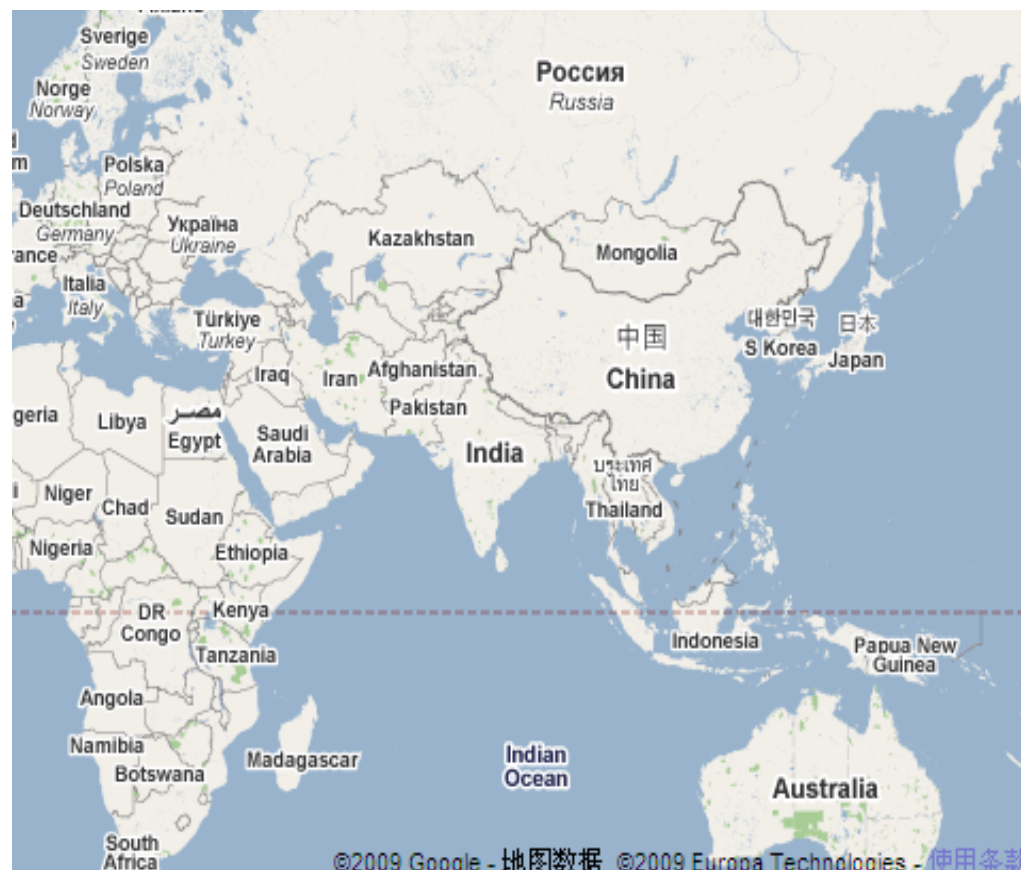 Sverige
Sweden
Россия
Russia
Norge
Norway
Polska
Poland
Deutschland
Germany
Україна
Ukraine
Kazakhstan
Mongolia
Italia
Italy
Türkiye
Turkey
대한민국
S Korea
日本
Japan
中国
China
Iraq
Iran
Afghanistan
Pakistan
Libya
مصر
Egypt
Saudi
Arabia
India
ประเทศ
ไทย
Thailand
Niger
Chad
Sudan
Nigeria
Ethiopia
DR
Congo
Kenya
Tanzania
Indonesia
Papua New
Guinea
Angola
Namibia
Botswana
Madagascar
Indian
Ocean
Australia
South
Africa
©2009 Google - 地图数据 ©2009 Europa Technologies - 使用条款